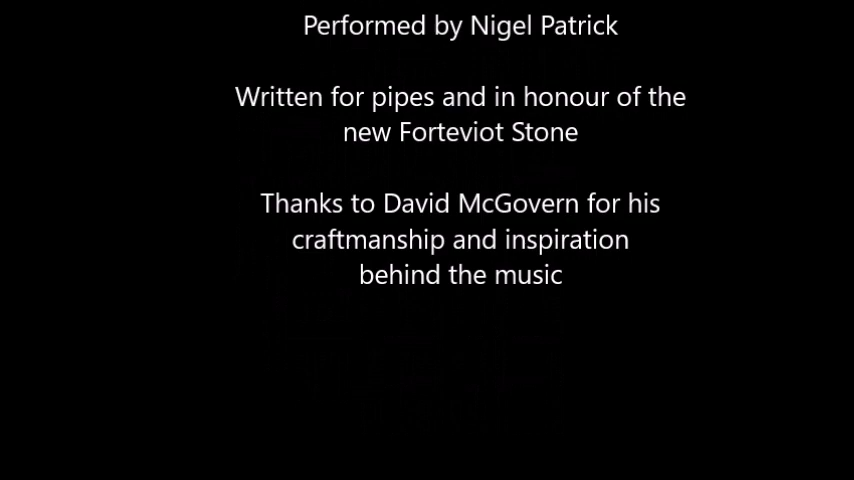 Performed by Nigel Patrick
Written for pipes and in honour of the
new Forteviot Stone
Thanks to David McGovern for his
craftmanship and inspiration
behind the music